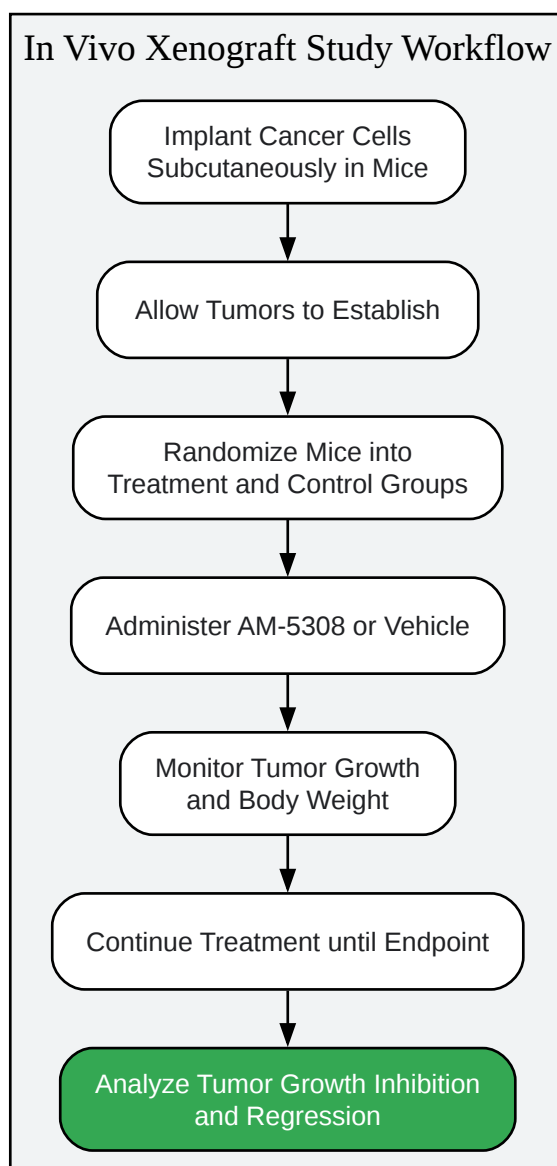 In Vivo Xenograft Study Workflow
Implant Cancer Cells
Subcutaneously in Mice
Allow Tumors to Establish
Randomize Mice into
Treatment and Control Groups
Administer AM-5308 or Vehicle
Monitor Tumor Growth
and Body Weight
Continue Treatment until Endpoint
Analyze Tumor Growth Inhibition
and Regression